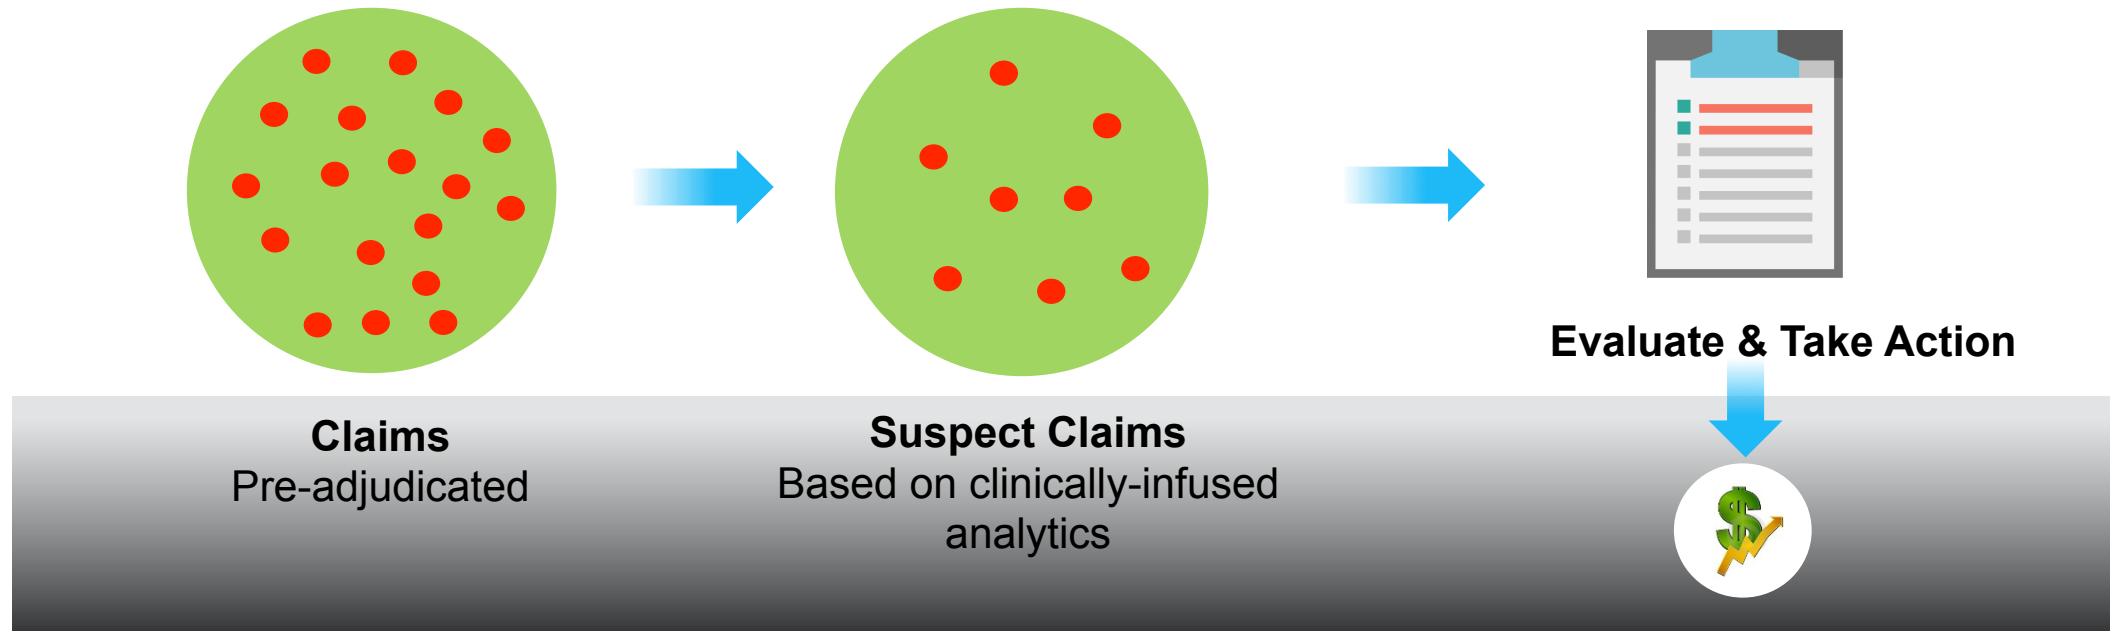 Evaluate & Take Action
Claims
Pre-adjudicated
Suspect Claims
Based on clinically-infused
analytics